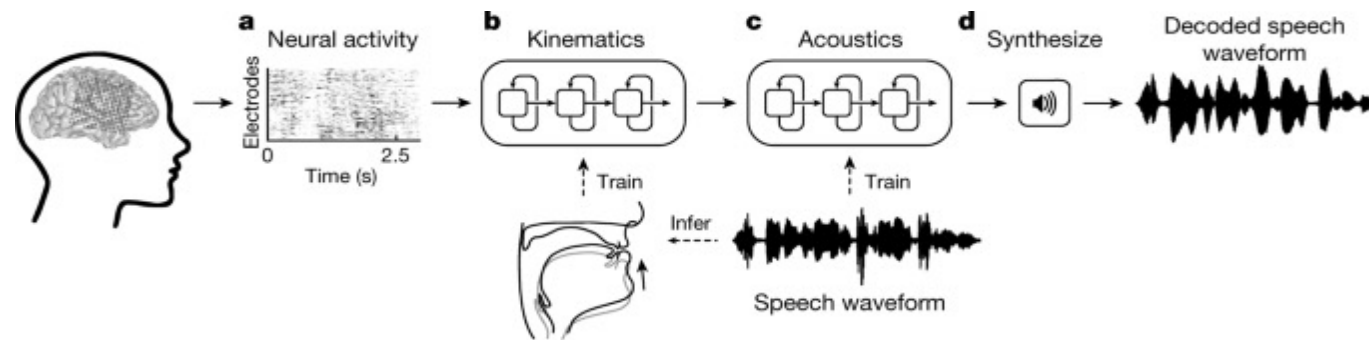 a Neural activity
Electrodes
0 2.5
Time (s)
b Kinematics
Train
c Acoustics
Train
Infer
Speech waveform
d Synthesize
Decoded speech
waveform